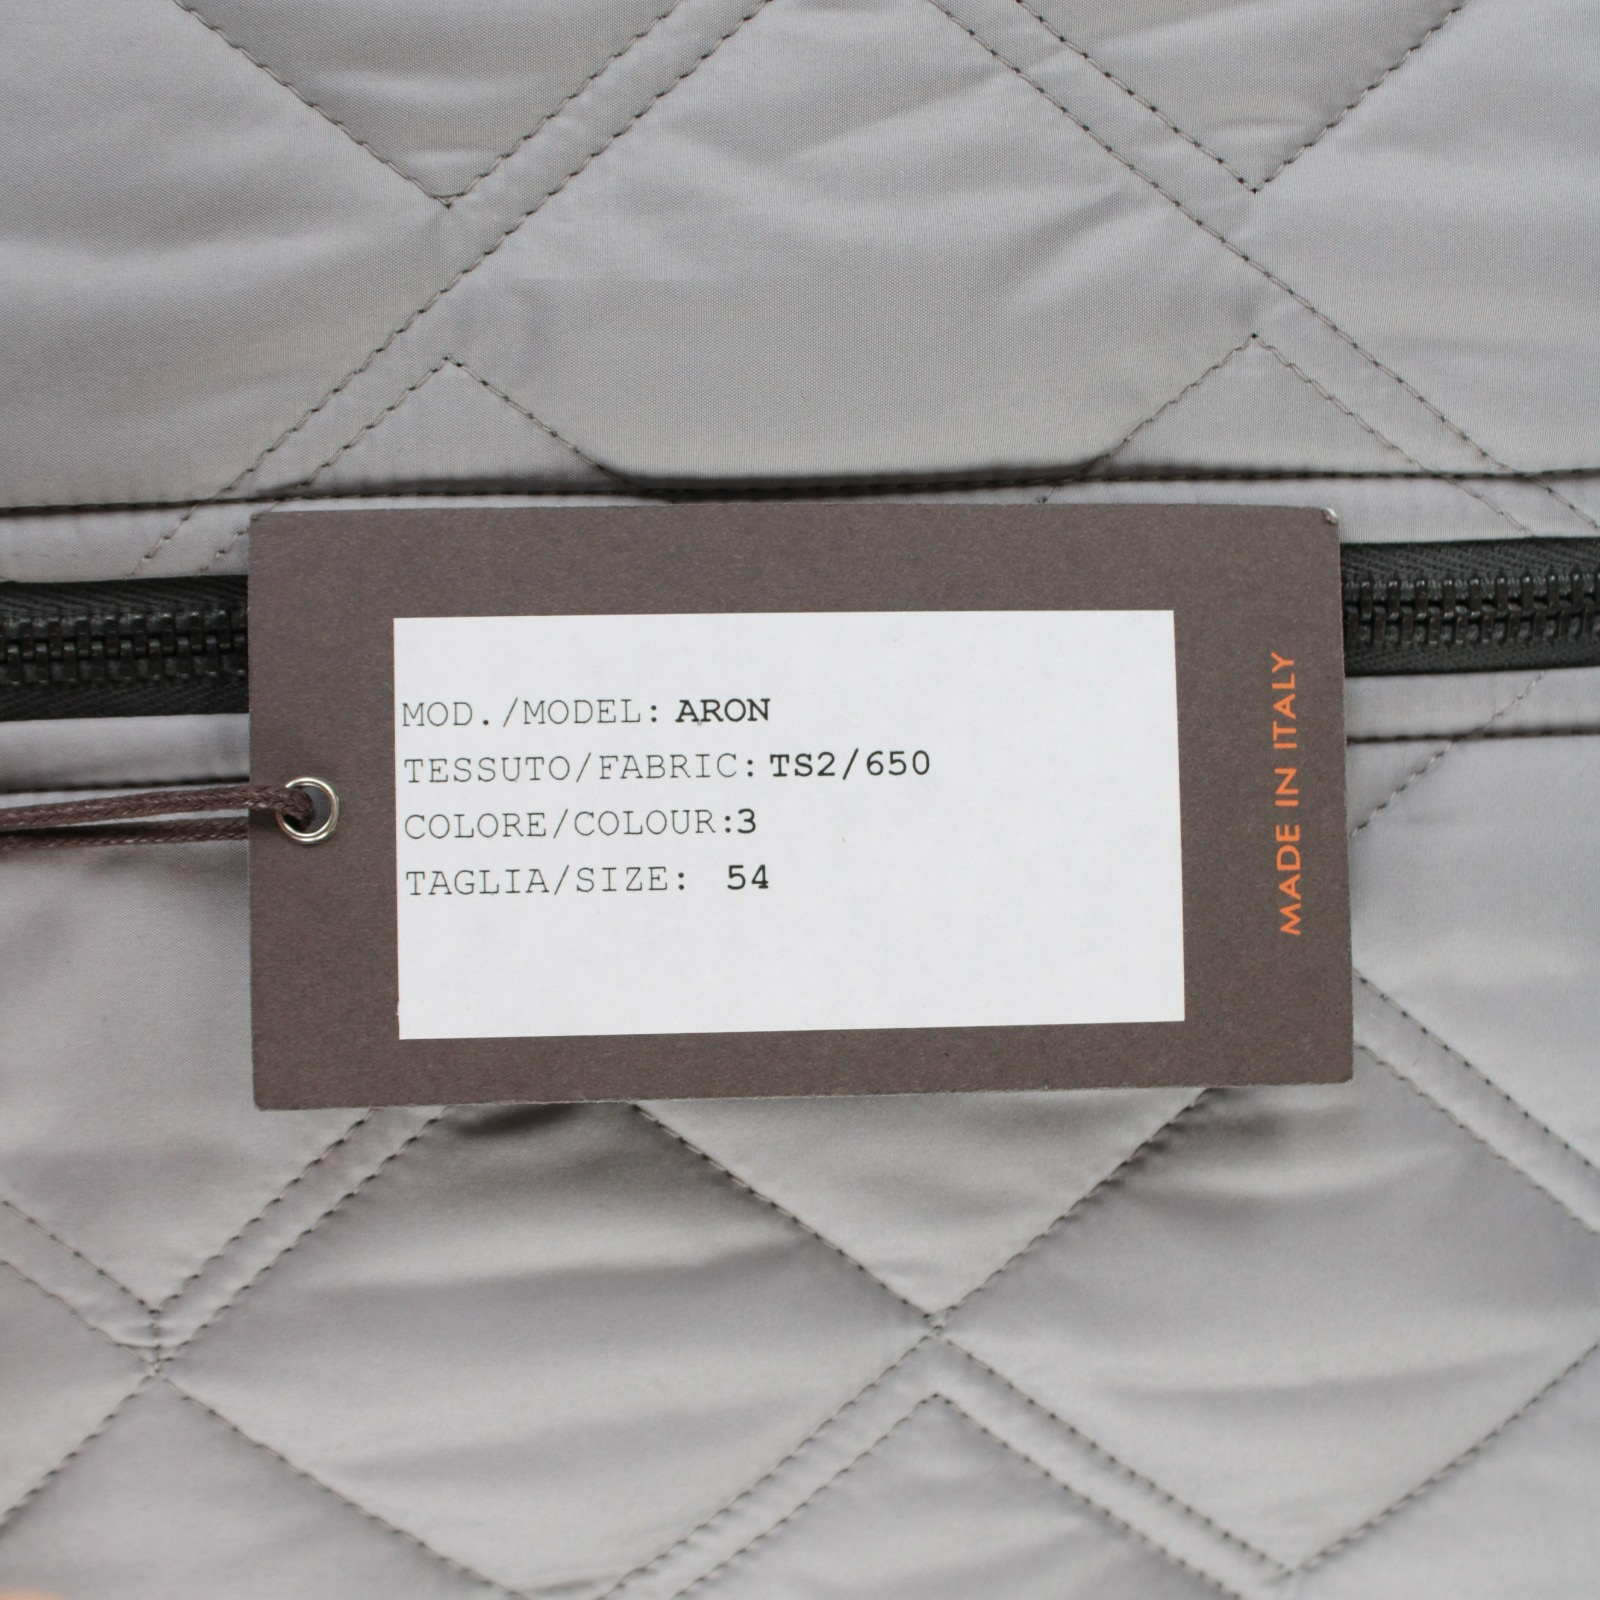 MOD./MODEL: ARON
TESSUTO/FABRIC: TS2/650
COLORE/COLOUR:3
TAGLIA/SIZE: 54
MADE IN ITALY